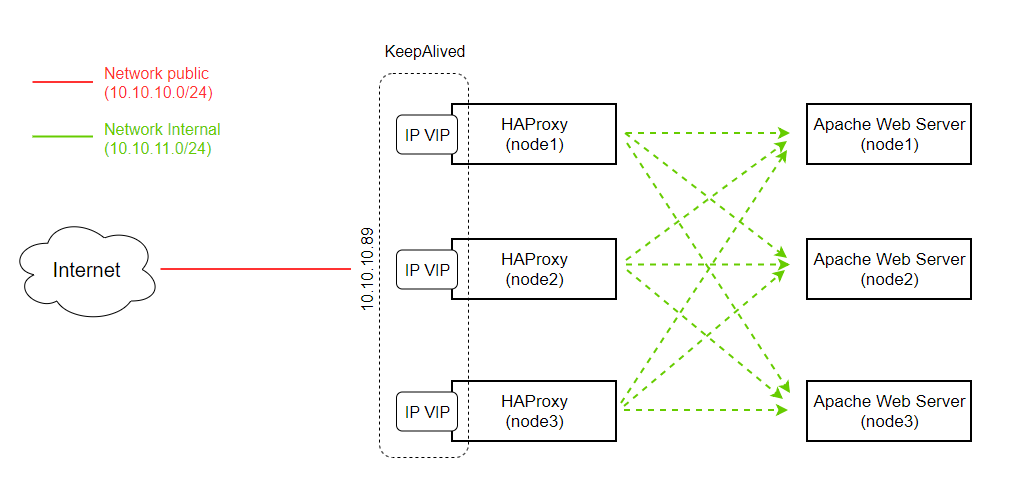 KeepAlived
Network public
(10.10.10.0/24)
Network Internal
(10.10.11.0/24)
Internet
10.10.10.89
IP VIP
HAProxy
(node1)
Apache Web Server
(node1)
IP VIP
HAProxy
(node2)
Apache Web Server
(node2)
IP VIP
HAProxy
(node3)
Apache Web Server
(node3)